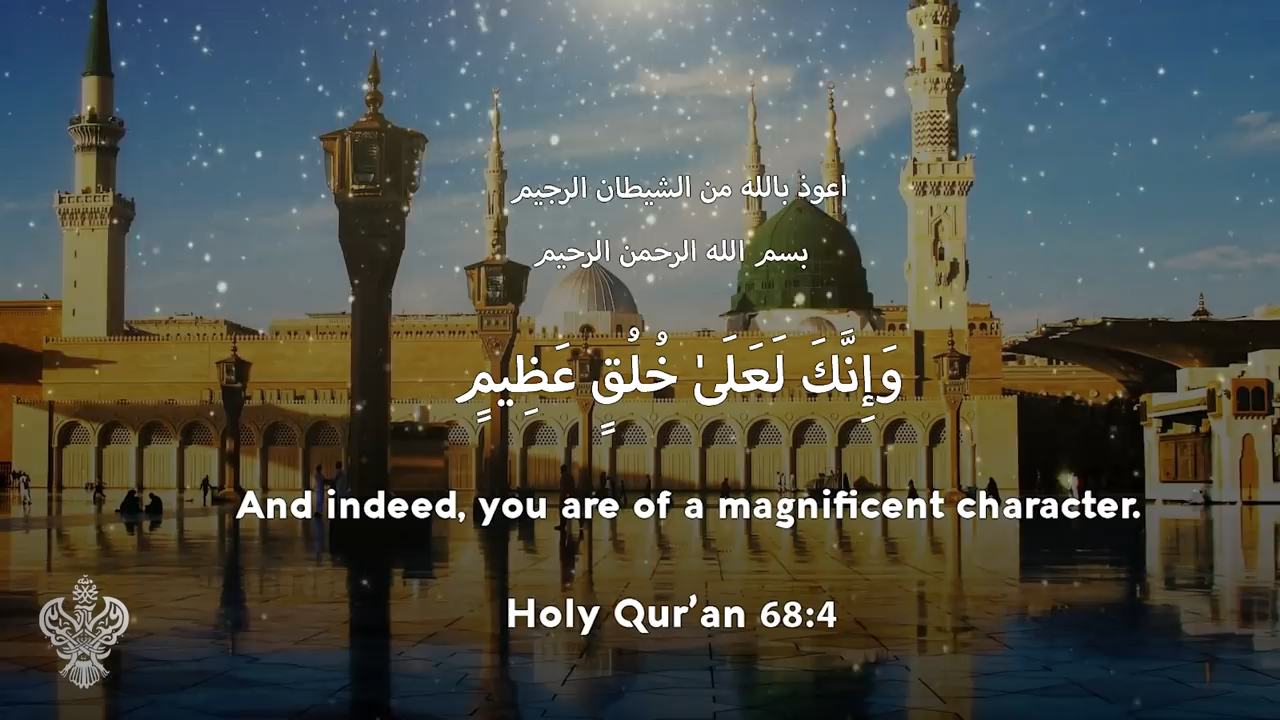 اعوذ بالله من الشيطان الرجيم
بسم الله الرحمن الرحيم
وَإِنَّكَ لَعَلَىٰ خُلُقٍ عَظِيمٍ
And indeed, you are of a magnificent character.
Holy Qur’an 68:4